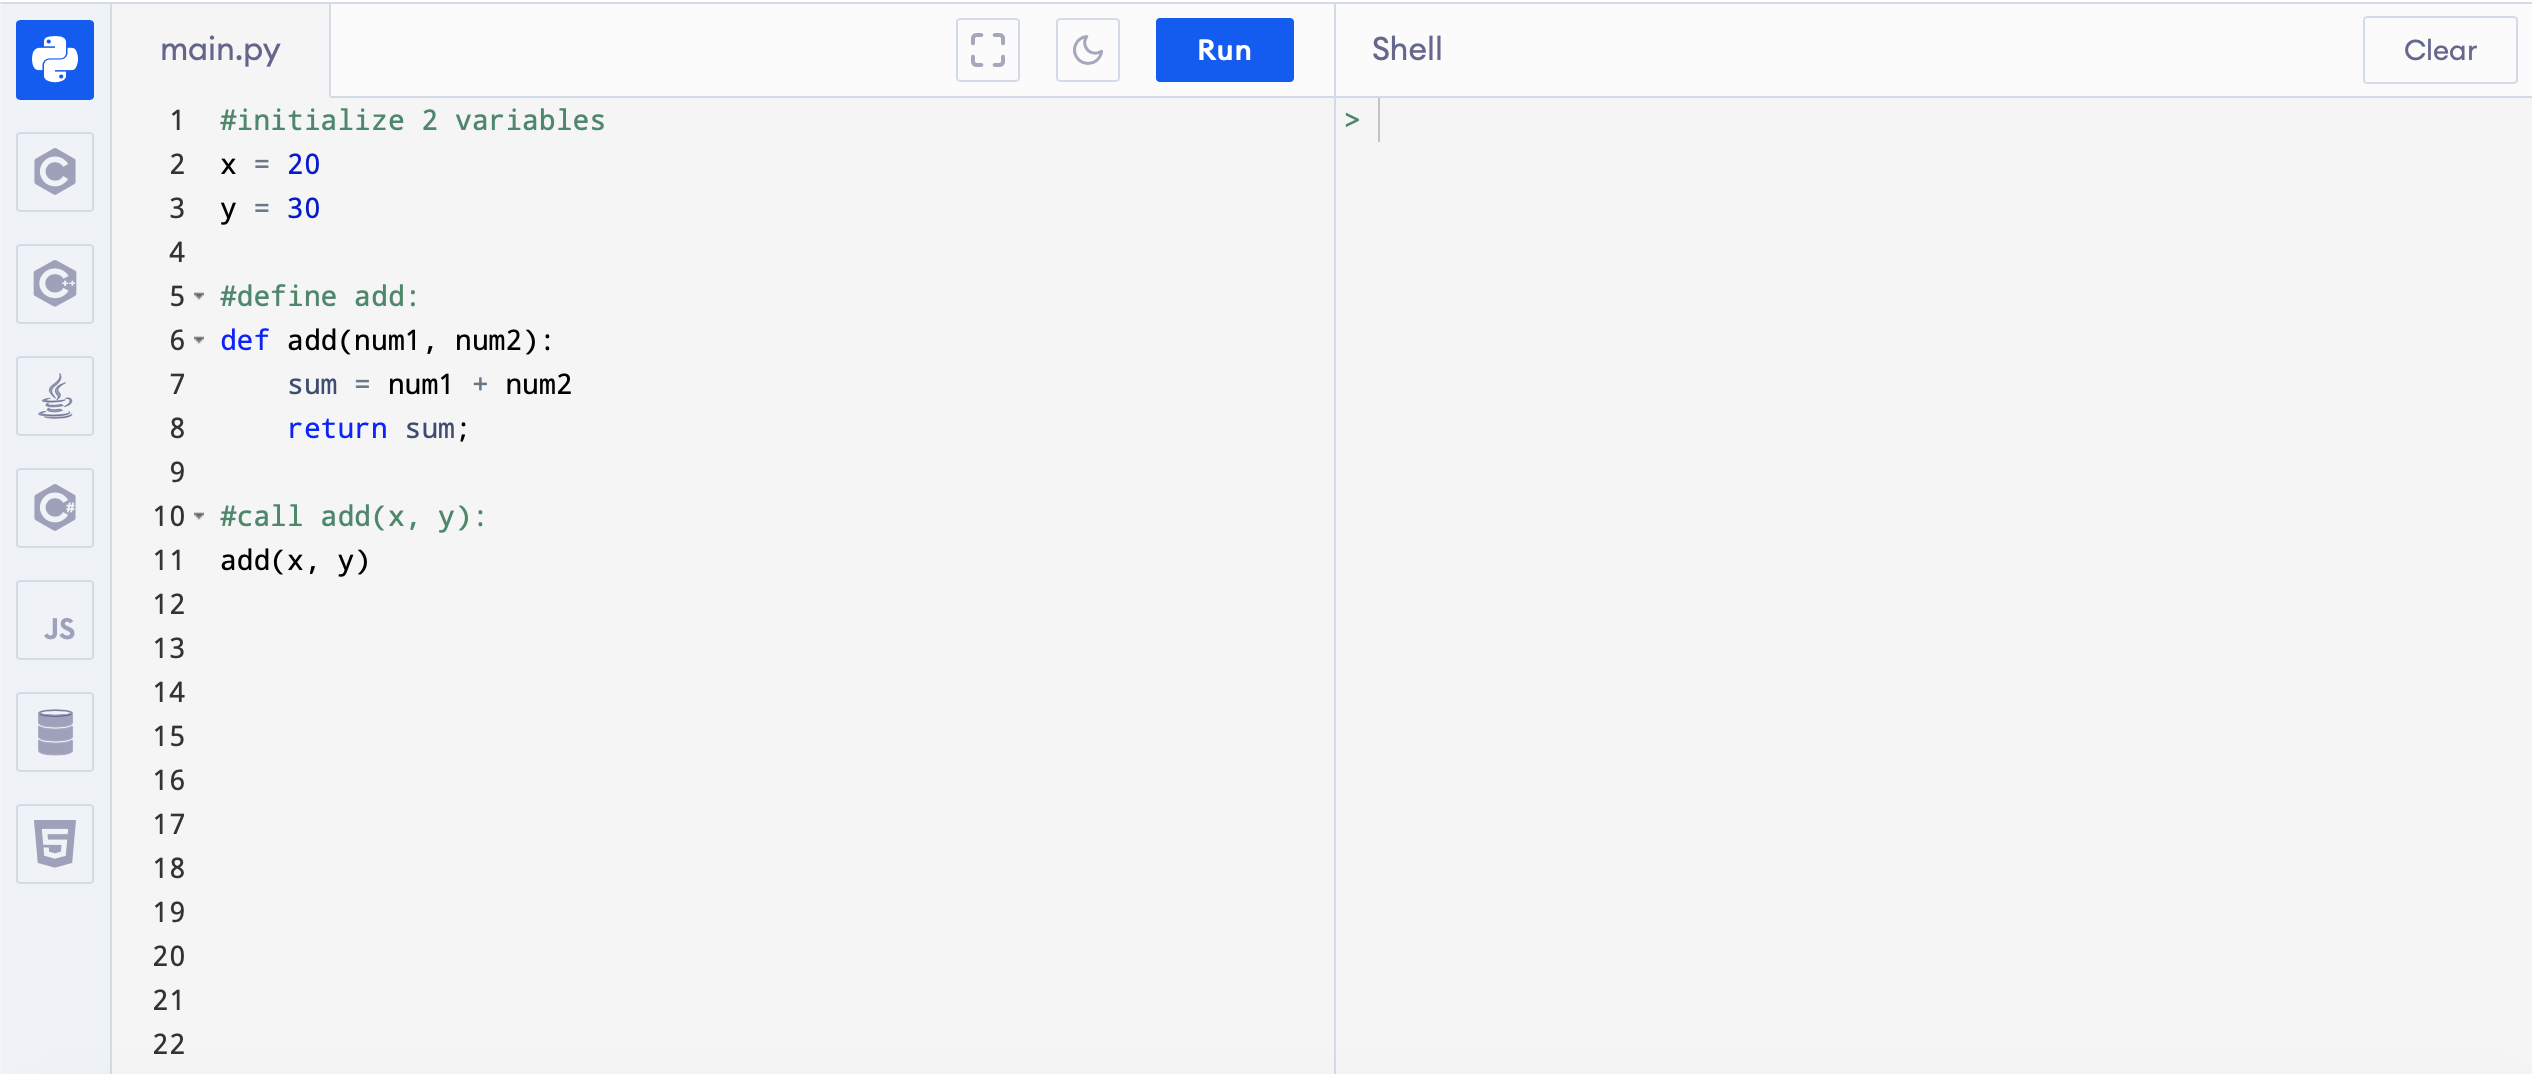 main.py
Run
Shell
Clear
1 #initialize 2 variables
2 x = 20
3 y = 30
4
5 #define add:
6 def add(num1, num2):
7     sum = num1 + num2
8     return sum;
9
10 #call add(x, y):
11 add(x, y)
12
13
14
15
16
17
18
19
20
21
22
>
C
C++
C#
JS
5